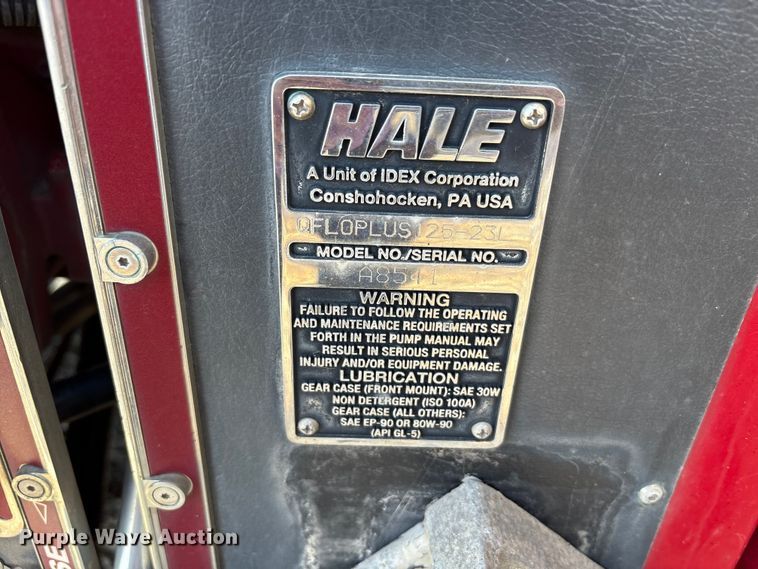 HALE
A Unit of IDEX Corporation
Conshohocken, PA USA
QFLOPLUS125-23L
MODEL NO./SERIAL NO.
WARNING
FAILURE TO FOLLOW THE OPERATING
AND MAINTENANCE REQUIREMENTS SET
FORTH IN THE PUMP MANUAL MAY
RESULT IN SERIOUS PERSONAL
INJURY AND/OR EQUIPMENT DAMAGE.
LUBRICATION
GEAR CASE (FRONT MOUNT): SAE 30W
NON DETERGENT (ISO 100A)
GEAR CASE (ALL OTHERS):
SAE EP-90 OR 80W-90
(API GL-5)
Purple Wave Auction